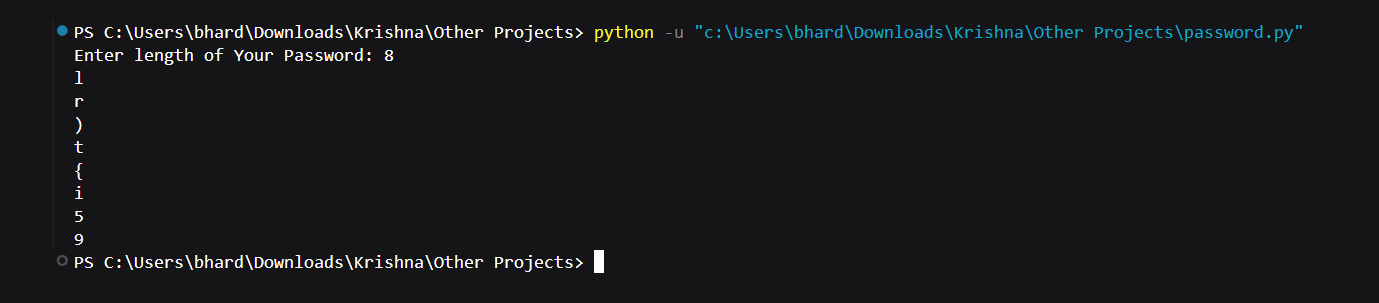 PS C:\Users\bhard\Downloads\Krishna\Other Projects> python -u "c:\Users\bhard\Downloads\Krishna\Other Projects\password.py"
Enter length of Your Password: 8
l
r
)
t
{
i
5
9
PS C:\Users\bhard\Downloads\Krishna\Other Projects>